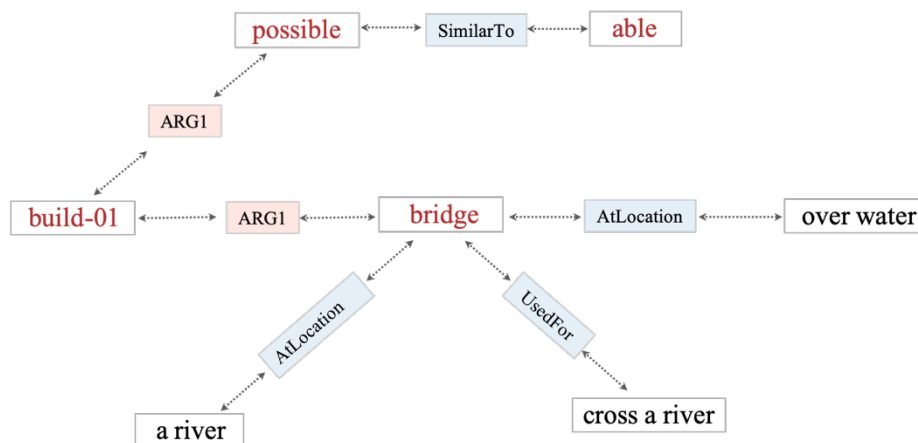 possible
SimilarTo
able
ARG1
build-01
ARG1
bridge
AtLocation
over water
AtLocation
UsedFor
a river
cross a river